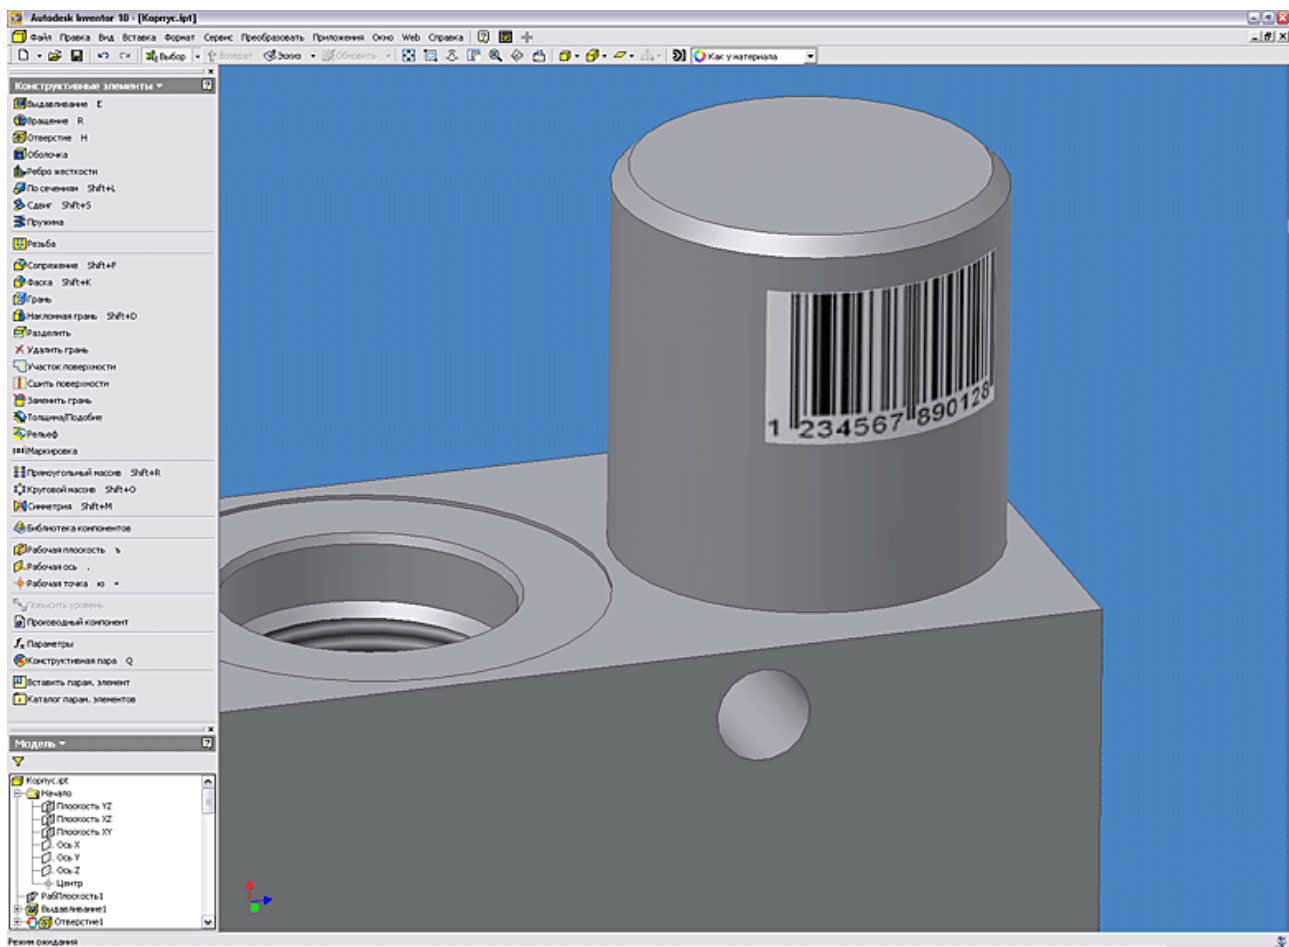 Autodesk Inventor 10 - [Корпус.ipt]
Файл Правка Вид Вставка Формат Сервис Преобразовать Приложения Окно Web Справка
Выбор Возврат Эскиз Обновить Как у материала
Конструктивные элементы
Выдавливание E
Вращение R
Отверстие H
Оболочка
Ребро жесткости
По сечениям Shift+L
Сдвиг Shift+S
Пружина
Резьба
Сопряжение Shift+F
Фаска Shift+K
Грань
Наклонная грань Shift+D
Разделить
Удалить грань
Участок поверхности
Сшить поверхности
Заменить грань
Толщина/Подобие
Рельеф
Маркировка
Прямоугольный массив Shift+R
Круговой массив Shift+O
Симметрия Shift+M
Библиотека компонентов
Рабочая плоскость ъ
Рабочая ось .
Рабочая точка ю
Повысить уровень
Производный компонент
Параметры
Конструктивная пара Q
Вставить парам. элемент
Каталог парам. элементов
Модель
Корпус.ipt
Начало
Плоскость YZ
Плоскость XZ
Плоскость XY
Ось X
Ось Y
Ось Z
Центр
РабПлоскость1
Выдавливание1
Отверстие1
Режим ожидания
1 234567 890128